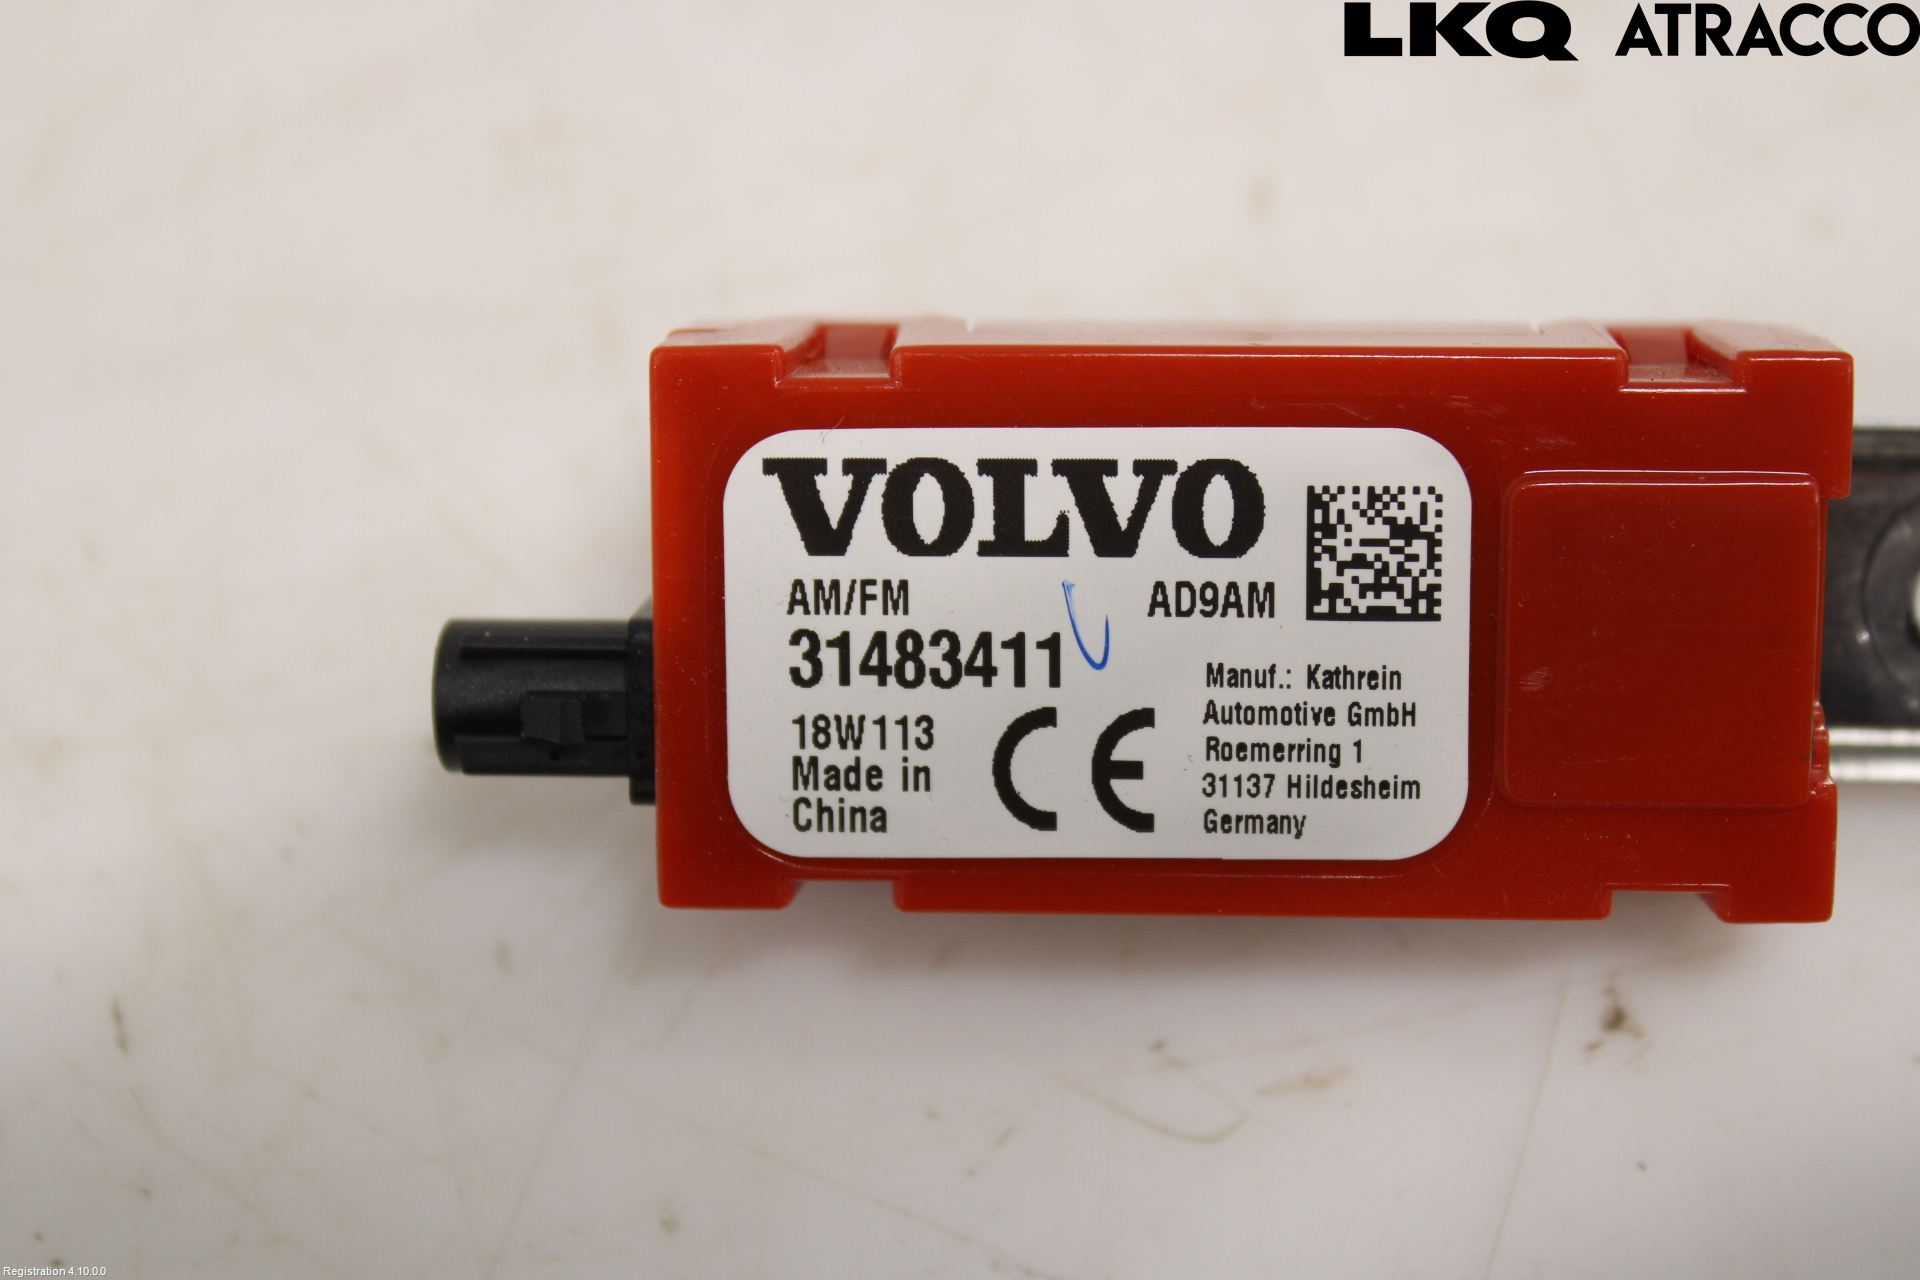 LKQ ATRACCO
VOLVO
AM/FM AD9AM
31483411
18W113
Made in
China
CE
Manuf.: Kathrein
Automotive GmbH
Roemerring 1
31137 Hildesheim
Germany
Registration 4.10.0.0